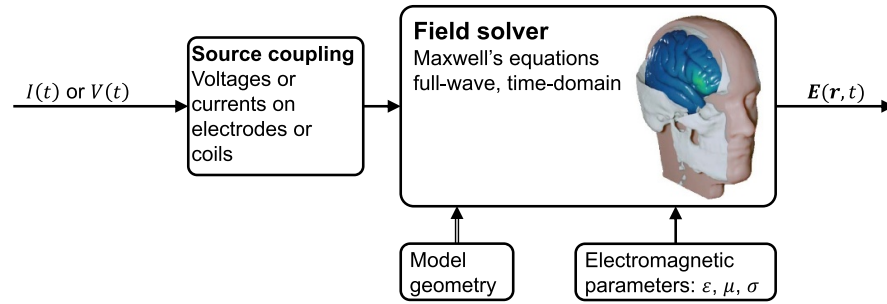 I(t) or V(t)
Source coupling
Voltages or
currents on
electrodes or
coils
Field solver
Maxwell's equations
full-wave, time-domain
E(r, t)
Model
geometry
Electromagnetic
parameters: ε, μ, σ